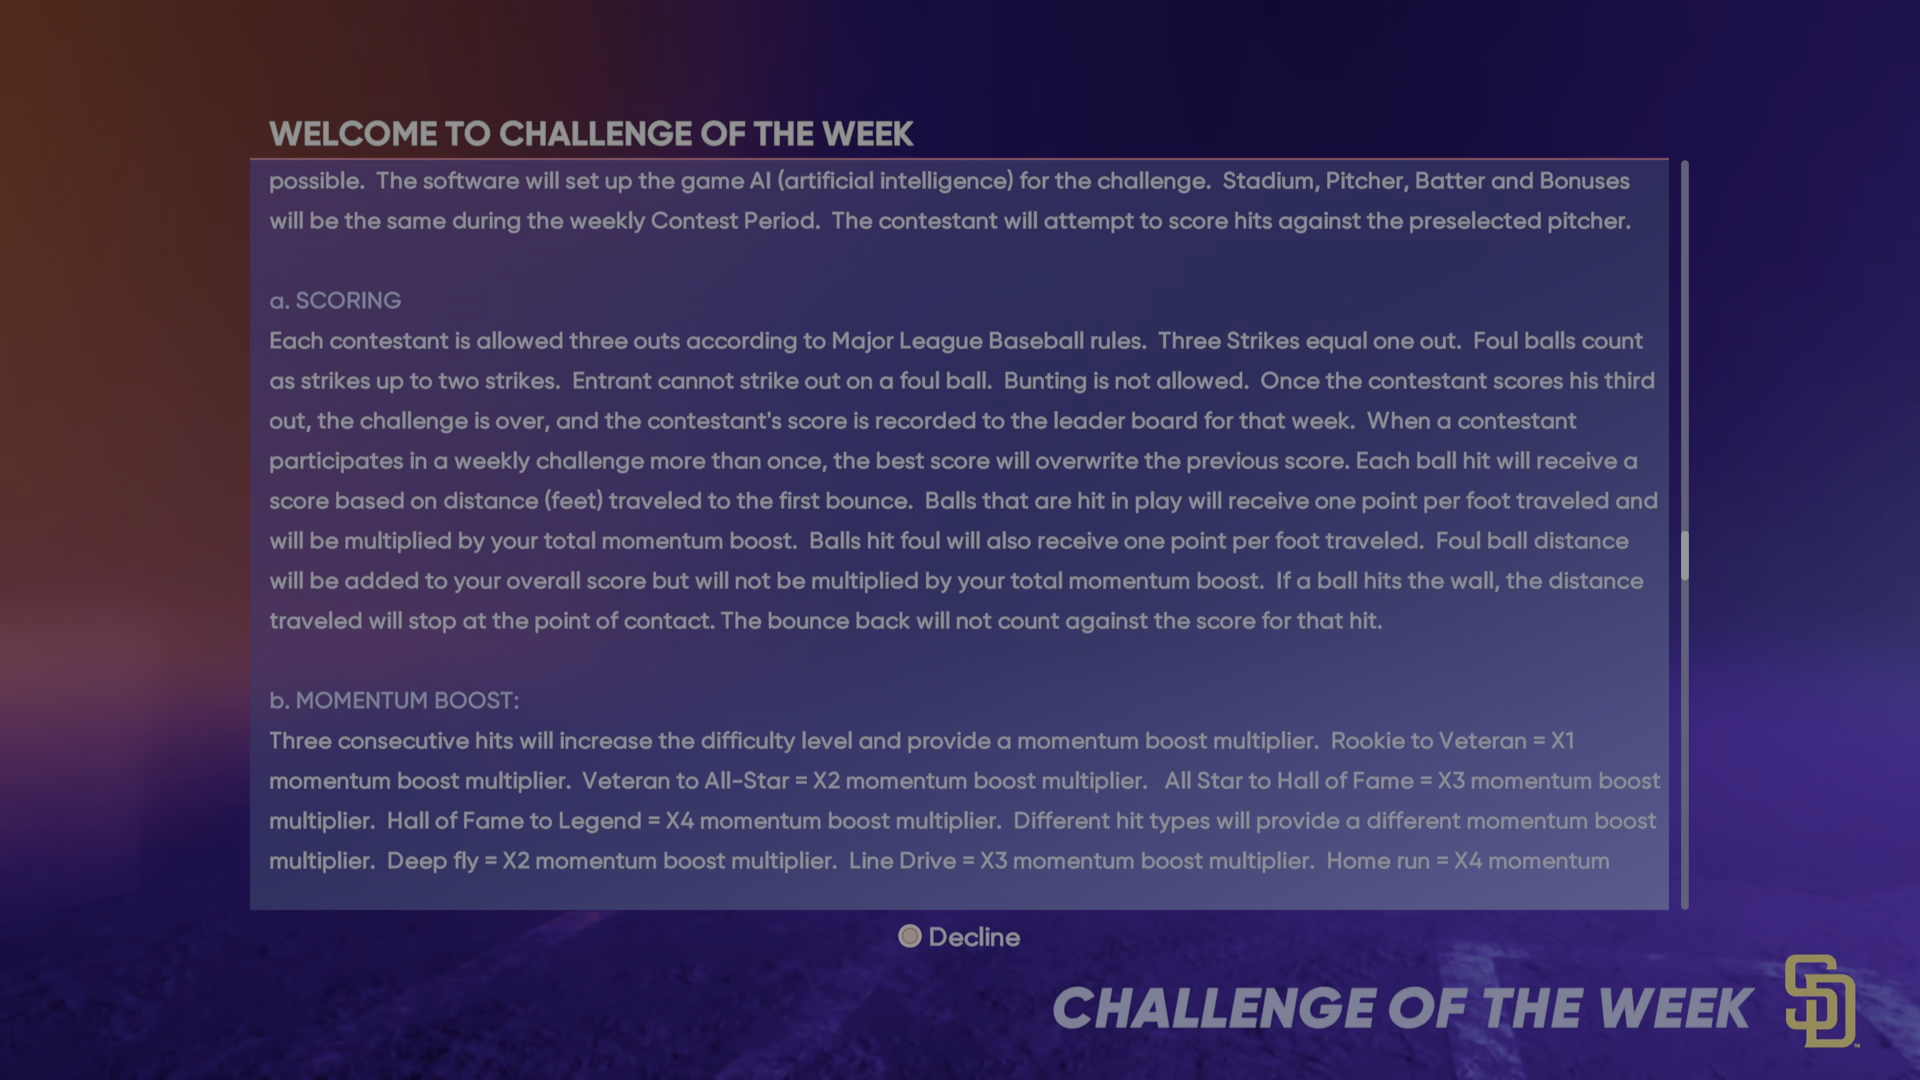 WELCOME TO CHALLENGE OF THE WEEK
possible.  The software will set up the game AI (artificial intelligence) for the challenge.  Stadium, Pitcher, Batter and Bonuses
will be the same during the weekly Contest Period.  The contestant will attempt to score hits against the preselected pitcher.
a. SCORING
Each contestant is allowed three outs according to Major League Baseball rules.  Three Strikes equal one out.  Foul balls count
as strikes up to two strikes.  Entrant cannot strike out on a foul ball.  Bunting is not allowed.  Once the contestant scores his third
out, the challenge is over, and the contestant's score is recorded to the leader board for that week.  When a contestant
participates in a weekly challenge more than once, the best score will overwrite the previous score. Each ball hit will receive a
score based on distance (feet) traveled to the first bounce.  Balls that are hit in play will receive one point per foot traveled and
will be multiplied by your total momentum boost.  Balls hit foul will also receive one point per foot traveled.  Foul ball distance
will be added to your overall score but will not be multiplied by your total momentum boost.  If a ball hits the wall, the distance
traveled will stop at the point of contact. The bounce back will not count against the score for that hit.
b. MOMENTUM BOOST:
Three consecutive hits will increase the difficulty level and provide a momentum boost multiplier.  Rookie to Veteran = X1
momentum boost multiplier.  Veteran to All-Star = X2 momentum boost multiplier.   All Star to Hall of Fame = X3 momentum boost
multiplier.  Hall of Fame to Legend = X4 momentum boost multiplier.  Different hit types will provide a different momentum boost
multiplier.  Deep fly = X2 momentum boost multiplier.  Line Drive = X3 momentum boost multiplier.  Home run = X4 momentum
Decline
CHALLENGE OF THE WEEK
SD™